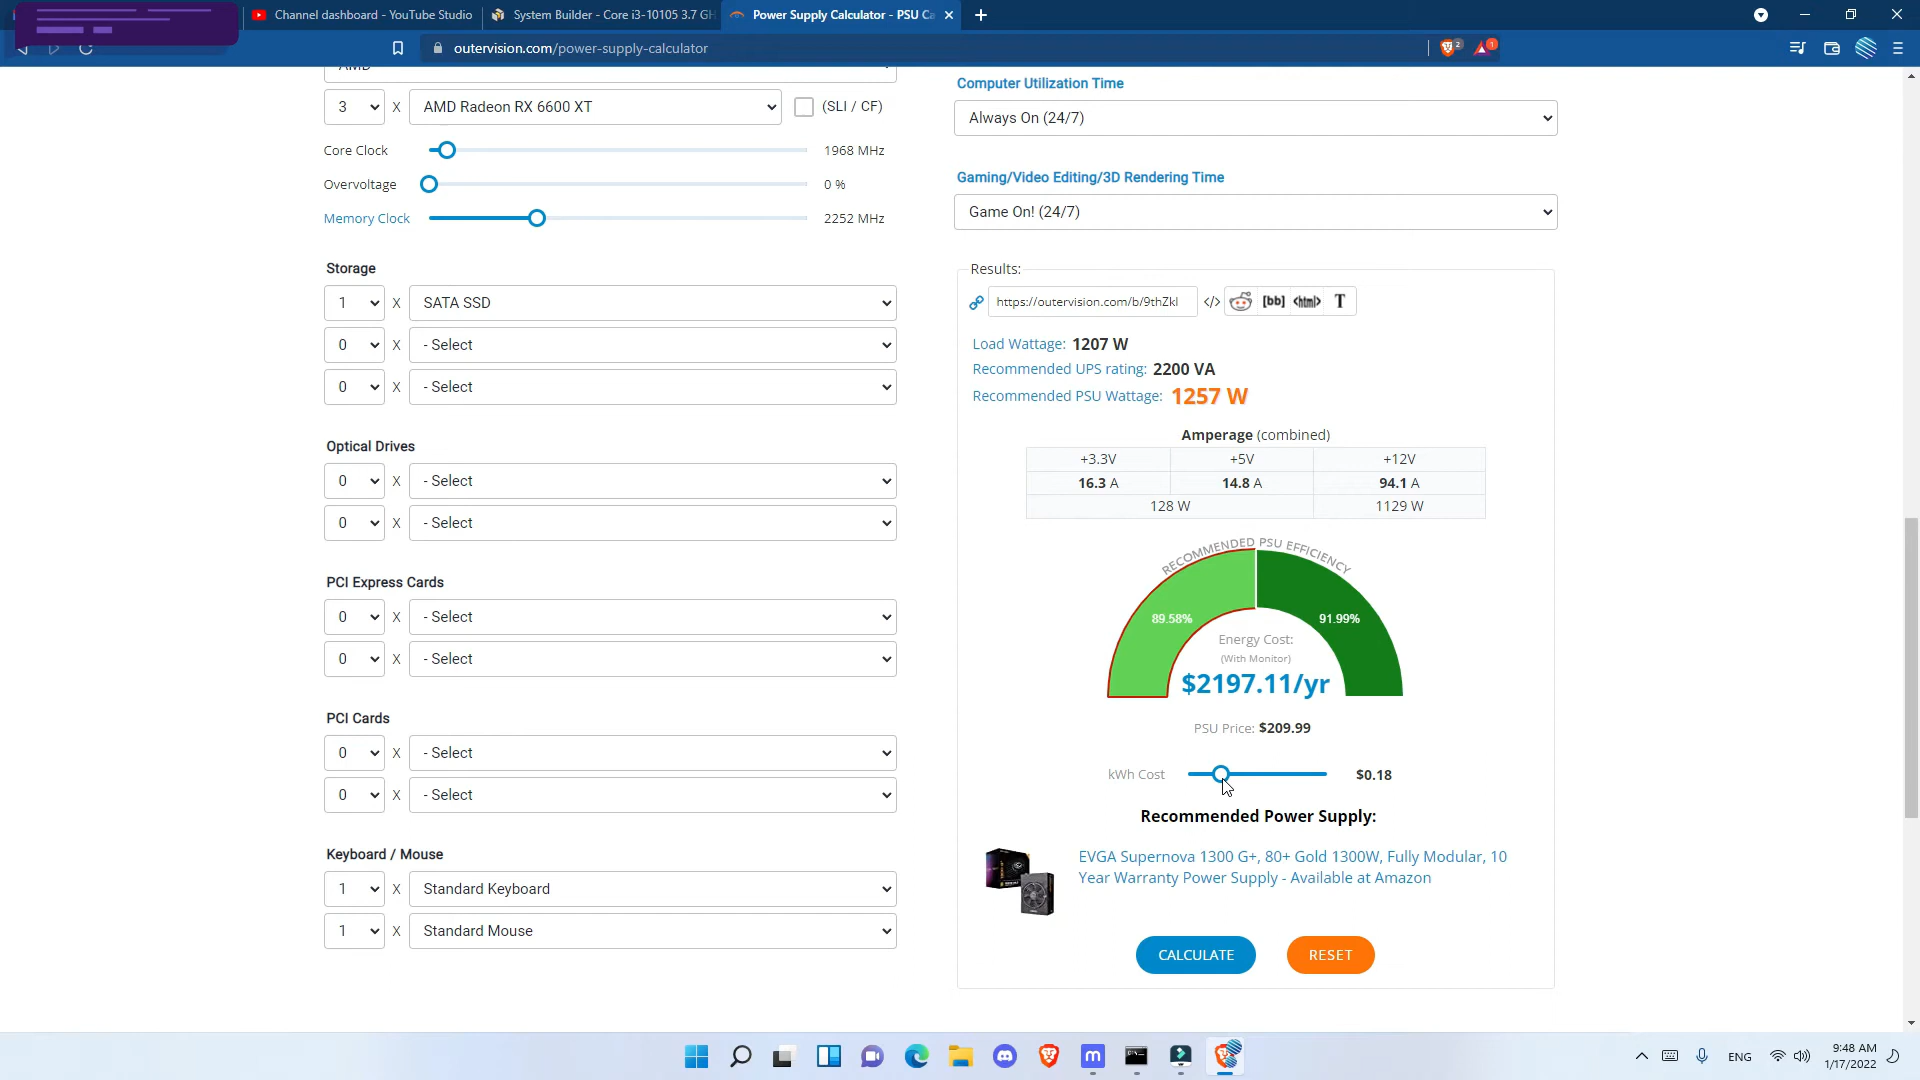 Channel dashboard - YouTube Studio
System Builder - Core i3-10105 3.7 GH
Power Supply Calculator - PSU Ca
outervision.com/power-supply-calculator
2
1
AMD
3 X AMD Radeon RX 6600 XT (SLI / CF)
Core Clock 1968 MHz
Overvoltage 0 %
Memory Clock 2252 MHz
Storage
1 X SATA SSD
0 X - Select
0 X - Select
Optical Drives
0 X - Select
0 X - Select
PCI Express Cards
0 X - Select
0 X - Select
PCI Cards
0 X - Select
0 X - Select
Keyboard / Mouse
1 X Standard Keyboard
1 X Standard Mouse
Computer Utilization Time
Always On (24/7)
Gaming/Video Editing/3D Rendering Time
Game On! (24/7)
Results:
https://outervision.com/b/9thZkl </> [bb] <html> T
Load Wattage: 1207 W
Recommended UPS rating: 2200 VA
Recommended PSU Wattage: 1257 W
Amperage (combined)
+3.3V +5V +12V
16.3 A 14.8 A 94.1 A
128 W 1129 W
RECOMMENDED PSU EFFICIENCY
89.58% 91.99%
Energy Cost:
(With Monitor)
$2197.11/yr
PSU Price: $209.99
kWh Cost $0.18
Recommended Power Supply:
EVGA Supernova 1300 G+, 80+ Gold 1300W, Fully Modular, 10
Year Warranty Power Supply - Available at Amazon
CALCULATE RESET
ENG
9:48 AM
1/17/2022